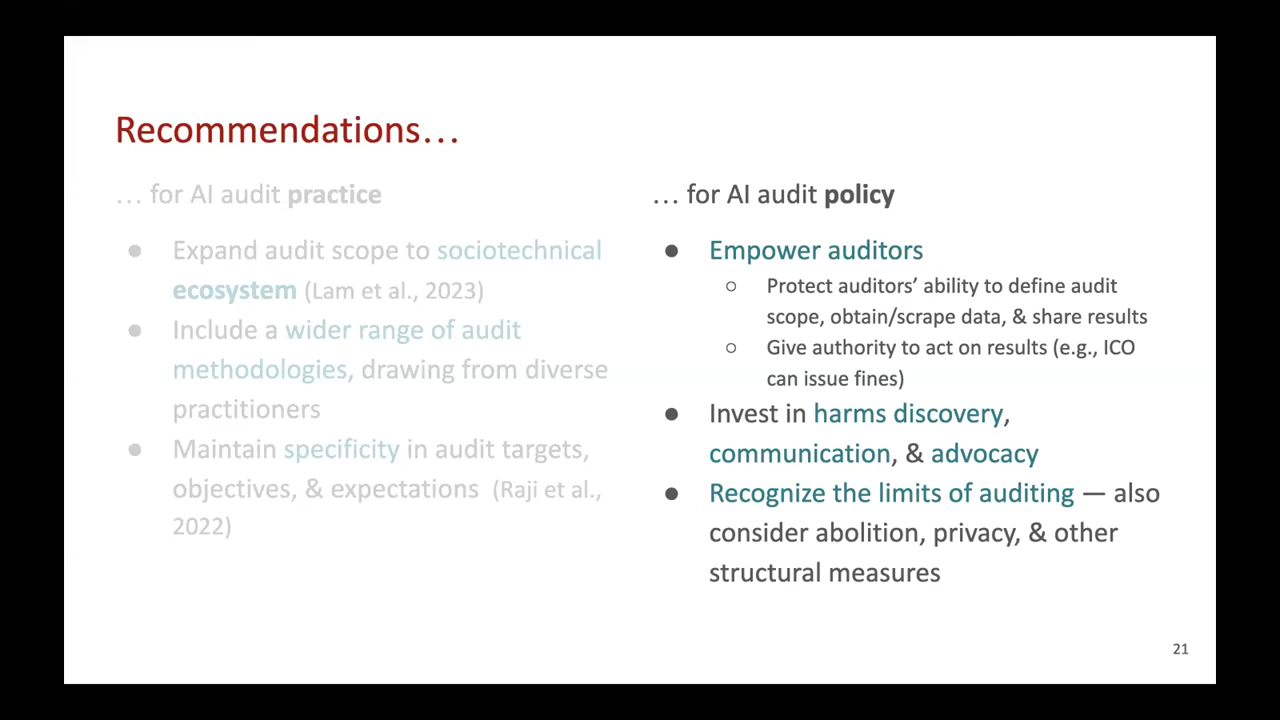 Recommendations…
… for AI audit practice
● Expand audit scope to sociotechnical
ecosystem (Lam et al., 2023)
● Include a wider range of audit
methodologies, drawing from diverse
practitioners
● Maintain specificity in audit targets,
objectives, & expectations (Raji et al.,
2022)
… for AI audit policy
● Empower auditors
○ Protect auditors’ ability to define audit
scope, obtain/scrape data, & share results
○ Give authority to act on results (e.g., ICO
can issue fines)
● Invest in harms discovery,
communication, & advocacy
● Recognize the limits of auditing — also
consider abolition, privacy, & other
structural measures
21